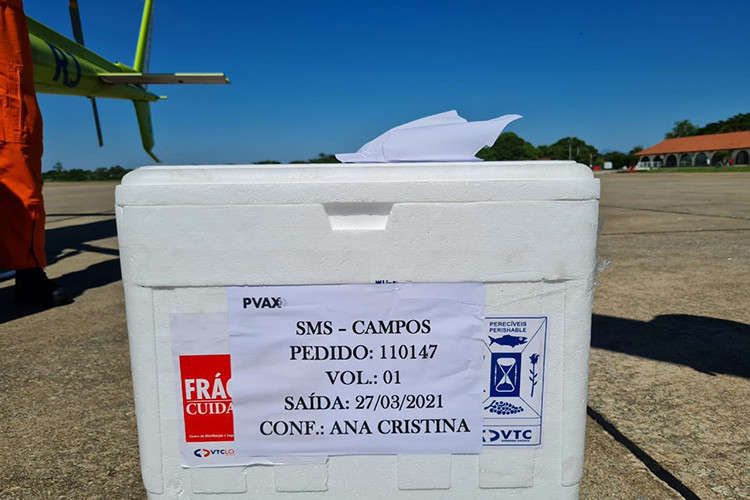 RJ
PVAX
SMS – CAMPOS
PEDIDO: 110147
VOL.: 01
SAÍDA: 27/03/2021
CONF.: ANA CRISTINA
FRÁG
CUIDA
VTCLO
PERECÍVEIS
PERISHABLE
VTC